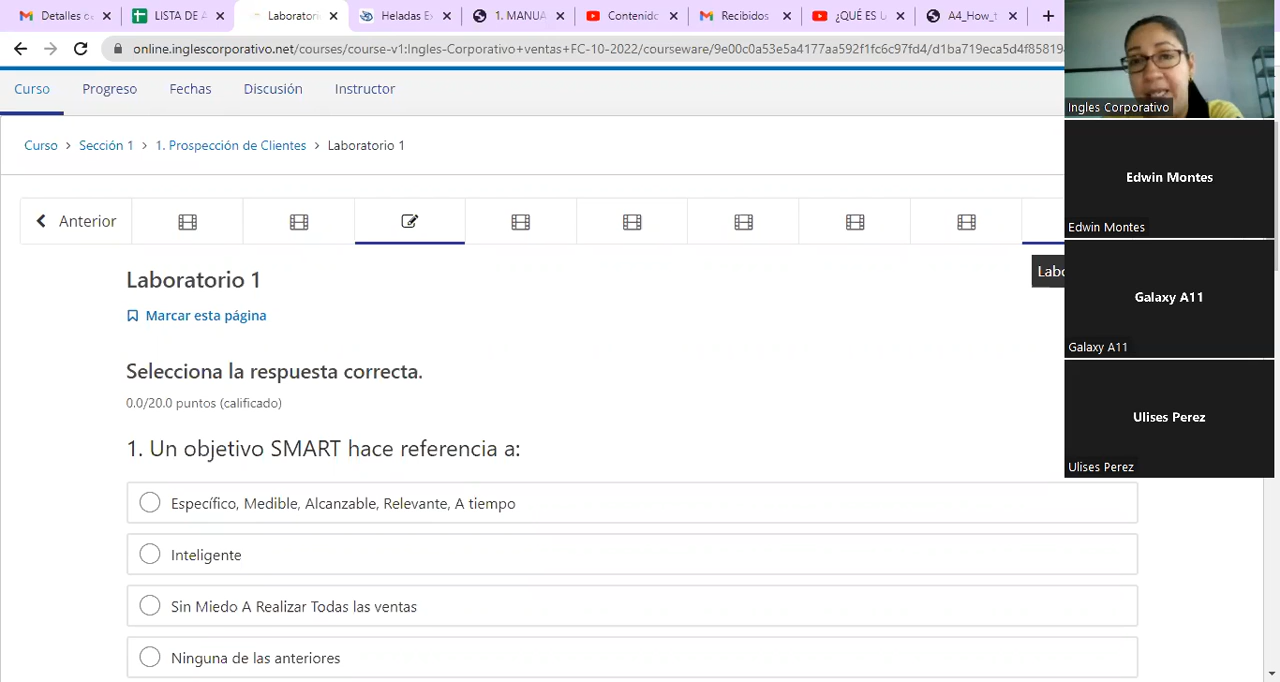 Detalles de
LISTA DE A
Laboratori
Heladas Ex
1. MANUA
Contenido
Recibidos
¿QUÉ ES U
A4_How_t
online.inglescorporativo.net/courses/course-v1:Ingles-Corporativo+ventas+FC-10-2022/courseware/9e00c0a53e5a4177aa592f1fc6c97fd4/d1ba719eca5d4f85819
Curso
Progreso
Fechas
Discusión
Instructor
Ingles Corporativo
Curso > Sección 1 > 1. Prospección de Clientes > Laboratorio 1
Edwin Montes
Edwin Montes
Anterior
Labo
Laboratorio 1
Marcar esta página
Galaxy A11
Galaxy A11
Selecciona la respuesta correcta.
0.0/20.0 puntos (calificado)
Ulises Perez
Ulises Perez
1. Un objetivo SMART hace referencia a:
Específico, Medible, Alcanzable, Relevante, A tiempo
Inteligente
Sin Miedo A Realizar Todas las ventas
Ninguna de las anteriores